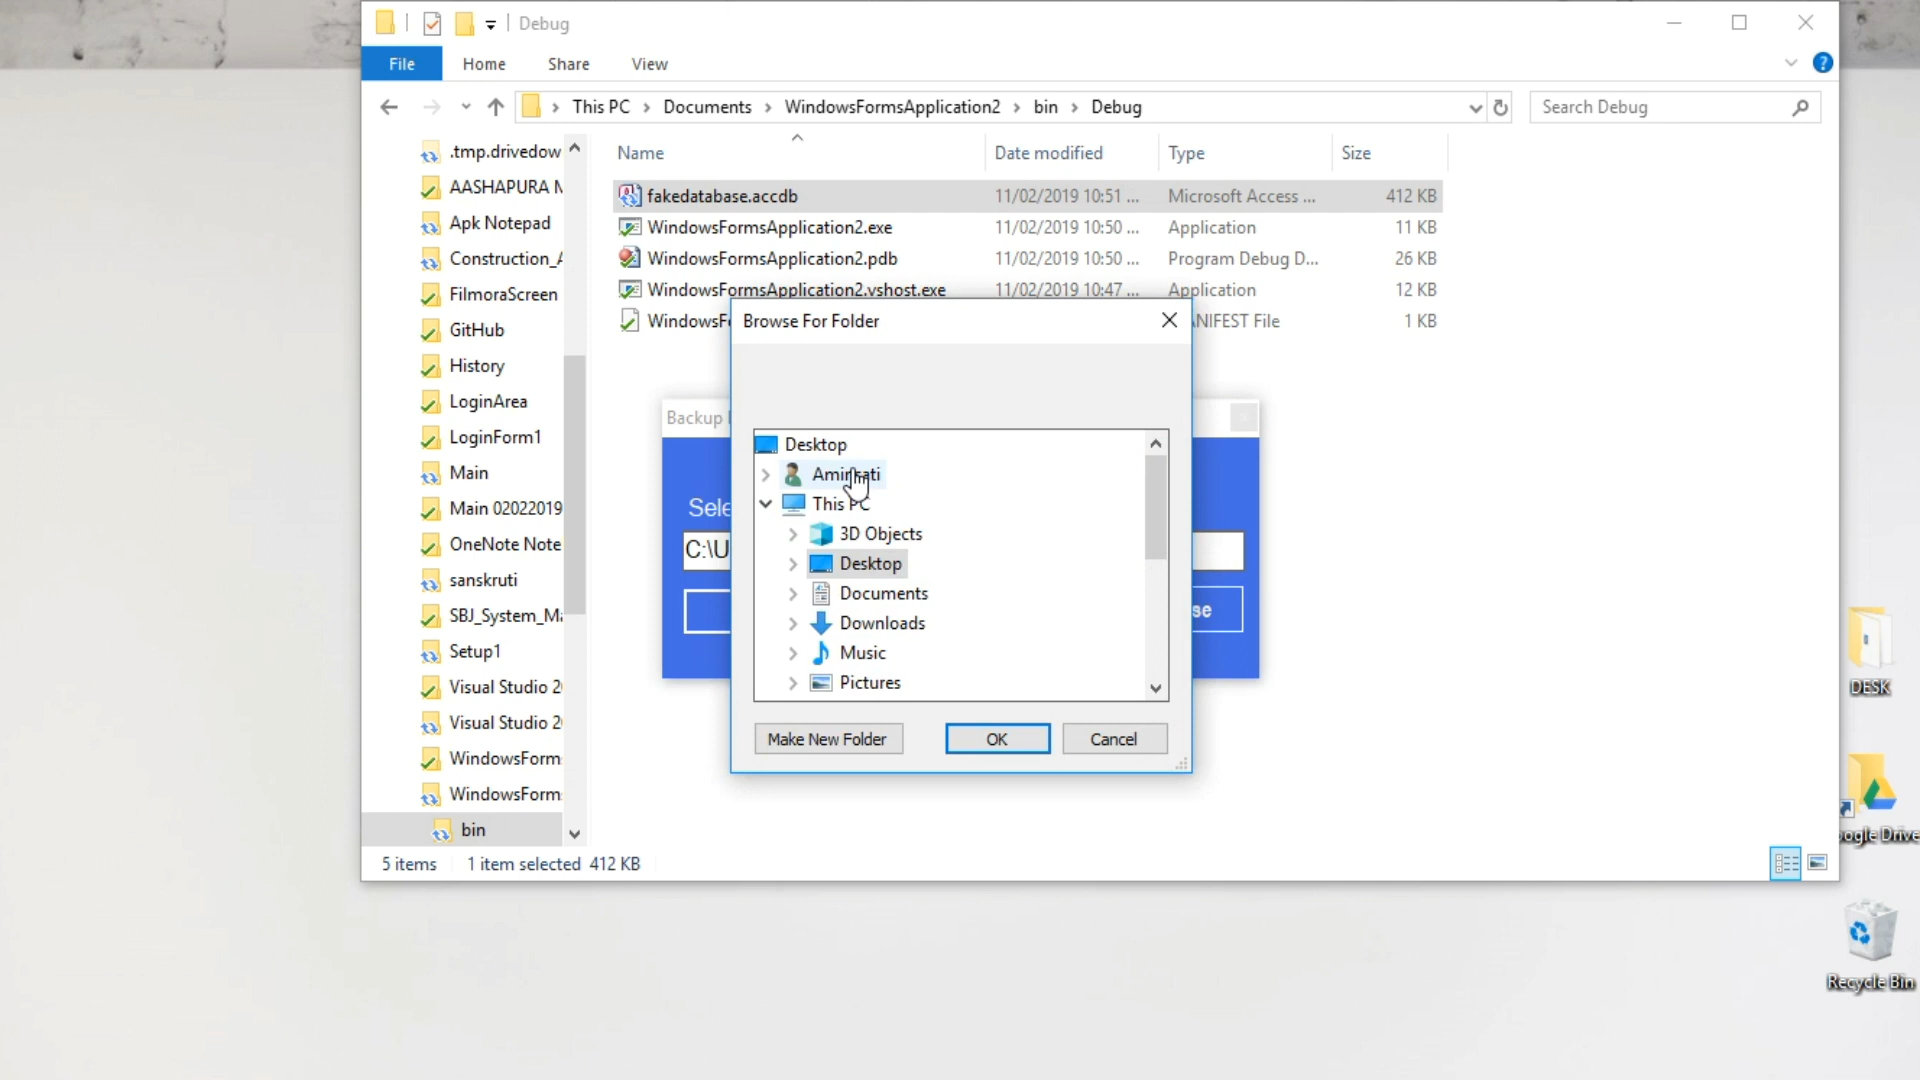 Debug
File Home Share View
This PC Documents WindowsFormsApplication2 bin Debug
Search Debug
Name Date modified Type Size
fakedatabase.accdb 11/02/2019 10:51 ... Microsoft Access ... 412 KB
WindowsFormsApplication2.exe 11/02/2019 10:50 ... Application 11 KB
WindowsFormsApplication2.pdb 11/02/2019 10:50 ... Program Debug D... 26 KB
WindowsFormsApplication2.vshost.exe 11/02/2019 10:47 ... Application 12 KB
WindowsF NIFEST File 1 KB
.tmp.drivedow
AASHAPURA
Apk Notepad
Construction_
FilmoraScreen
GitHub
History
LoginArea
LoginForm1
Main
Main 02022019
OneNote Note
sanskruti
SBJ_System_M
Setup1
Visual Studio 2
Visual Studio 2
WindowsForm
WindowsForm
bin
5 items 1 item selected 412 KB
Backup
Sele
C:\U
se
Browse For Folder
Desktop
This PC
3D Objects
Desktop
Documents
Downloads
Music
Pictures
Make New Folder OK Cancel
DESK
oogle Drive
Recycle Bin